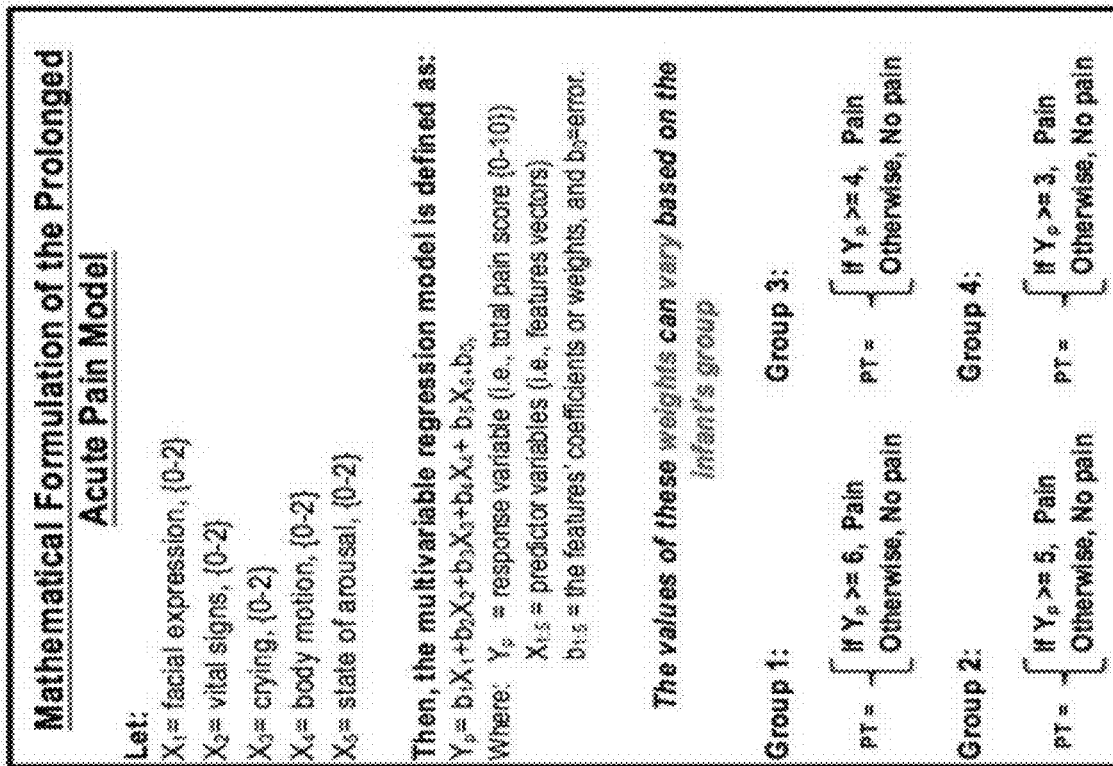 Mathematical Formulation of the Prolonged
Acute Pain Model
Let:
X₁= facial expression, {0-2}
X₂= vital signs, {0-2}
X₃= crying, {0-2}
X₄= body motion, {0-2}
X₅= state of arousal, {0-2}
Then, the multivariable regression model is defined as:
Yₚ= b₁X₁+b₂X₂+b₃X₃+b₄X₄+ b₅X₅+b₀,
Where: Yₚ = response variable (i.e., total pain score {0-10})
X₁.₅ = predictor variables (i.e., features vectors)
b₁.₅ = the features' coefficients or weights, and b₀=error.
The values of these weights can vary based on the
infant's group
Group 1:
PT = If Yₚ >= 6, Pain
Otherwise, No pain
Group 2:
PT = If Yₚ >= 5, Pain
Otherwise, No pain
Group 3:
PT = If Yₚ >= 4, Pain
Otherwise, No pain
Group 4:
PT = If Yₚ >= 3, Pain
Otherwise, No pain